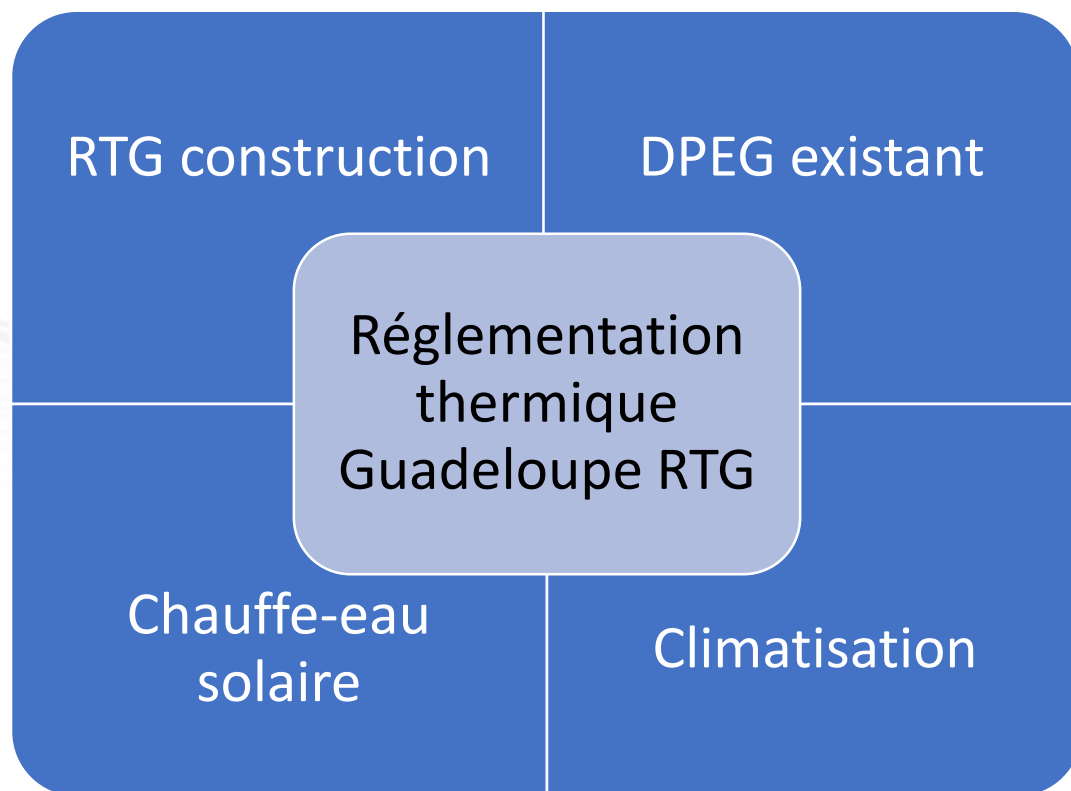 RTG construction
DPEG existant
Réglementation
thermique
Guadeloupe RTG
Chauffe-eau
solaire
Climatisation